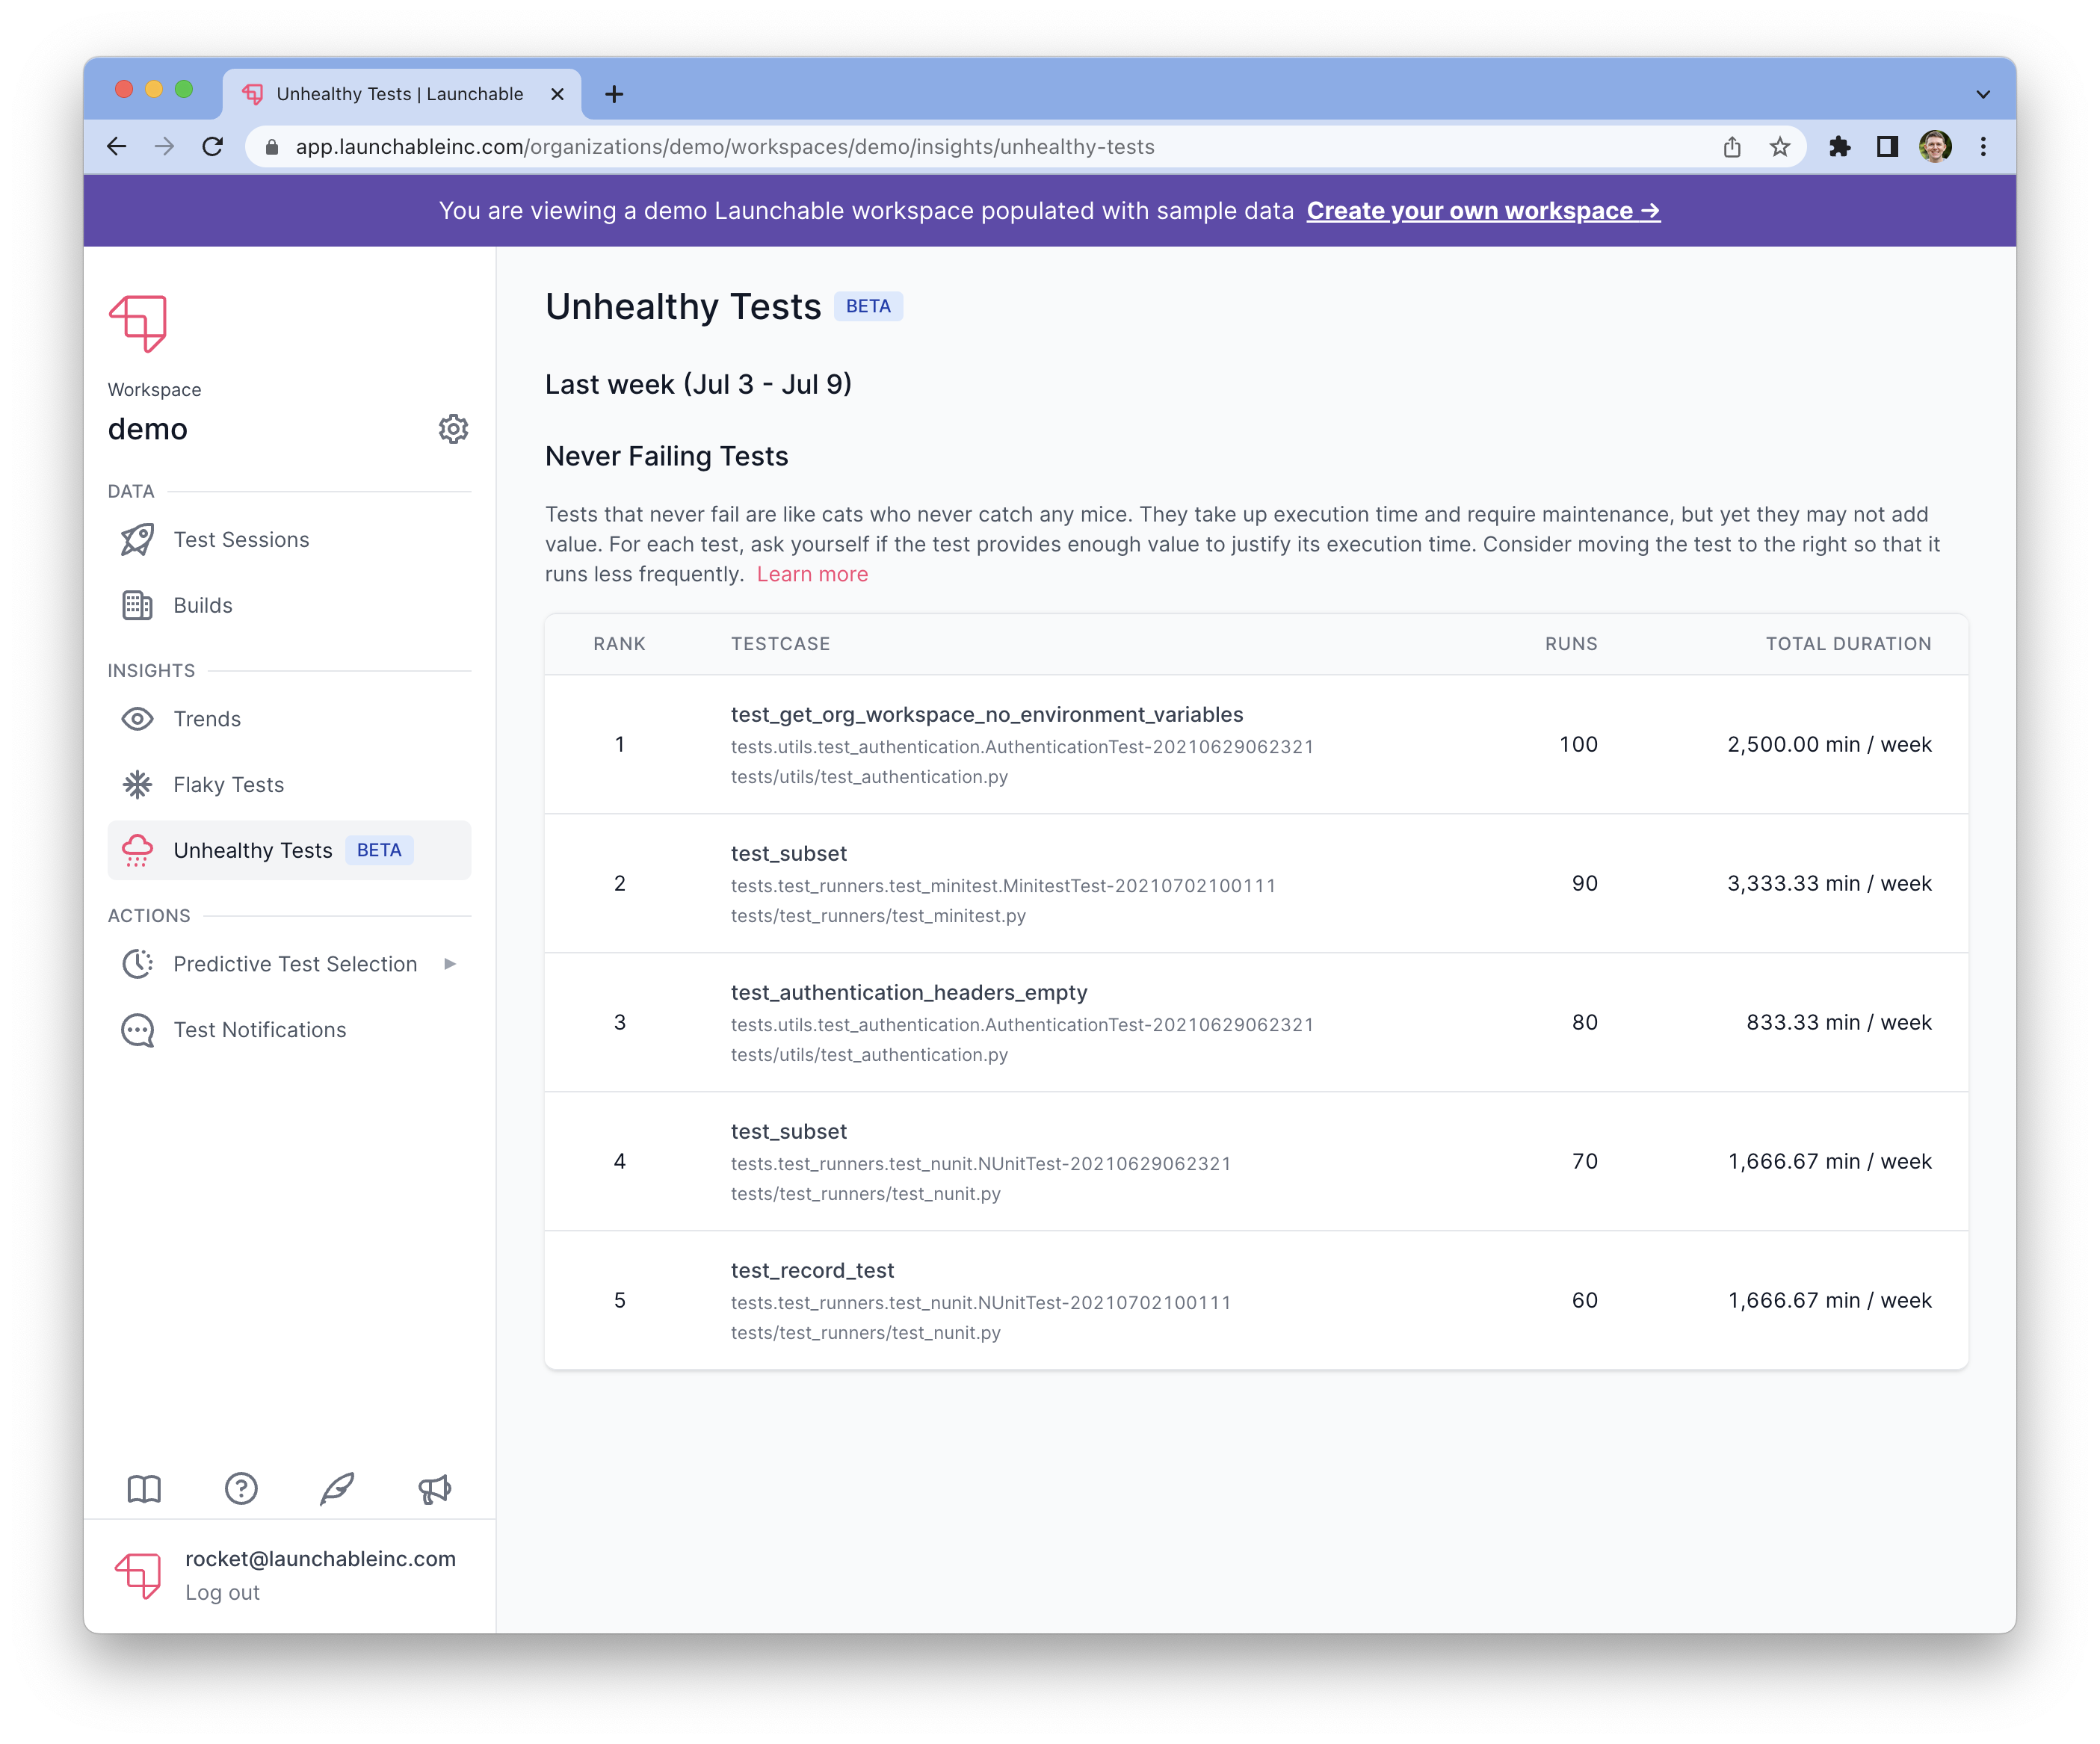 Unhealthy Tests | Launchable
app.launchableinc.com/organizations/demo/workspaces/demo/insights/unhealthy-tests
You are viewing a demo Launchable workspace populated with sample data Create your own workspace →
Workspace
demo
DATA
Test Sessions
Builds
INSIGHTS
Trends
Flaky Tests
Unhealthy Tests BETA
ACTIONS
Predictive Test Selection
Test Notifications
rocket@launchableinc.com
Log out
Unhealthy Tests BETA
Last week (Jul 3 - Jul 9)
Never Failing Tests
Tests that never fail are like cats who never catch any mice. They take up execution time and require maintenance, but yet they may not add
value. For each test, ask yourself if the test provides enough value to justify its execution time. Consider moving the test to the right so that it
runs less frequently. Learn more
RANK TESTCASE RUNS TOTAL DURATION
test_get_org_workspace_no_environment_variables
1 tests.utils.test_authentication.AuthenticationTest-20210629062321 100 2,500.00 min / week
tests/utils/test_authentication.py
test_subset
2 tests.test_runners.test_minitest.MinitestTest-20210702100111 90 3,333.33 min / week
tests/test_runners/test_minitest.py
test_authentication_headers_empty
3 tests.utils.test_authentication.AuthenticationTest-20210629062321 80 833.33 min / week
tests/utils/test_authentication.py
test_subset
4 tests.test_runners.test_nunit.NUnitTest-20210629062321 70 1,666.67 min / week
tests/test_runners/test_nunit.py
test_record_test
5 tests.test_runners.test_nunit.NUnitTest-20210702100111 60 1,666.67 min / week
tests/test_runners/test_nunit.py